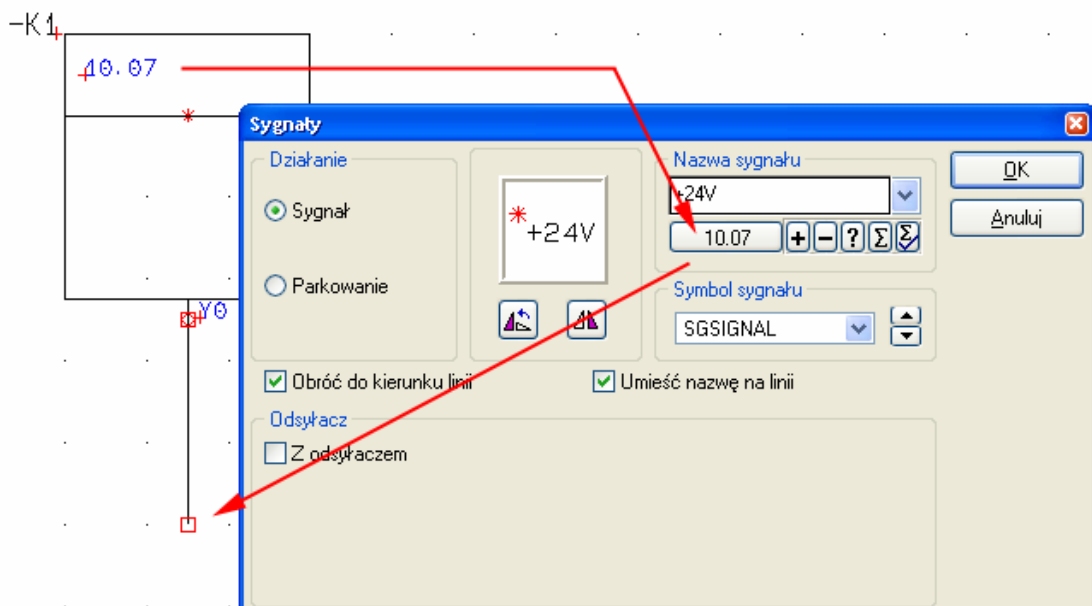 -K1
10.07
Sygnały
Działanie
Nazwa sygnału
OK
+24V
Sygnał
+24V
Anuluj
10.07
+ - ? Σ Σ
Parkowanie
Symbol sygnału
Y0
SGSIGNAL
Obróć do kierunku linii
Umieść nazwę na linii
Odsyłacz
Z odsyłaczem